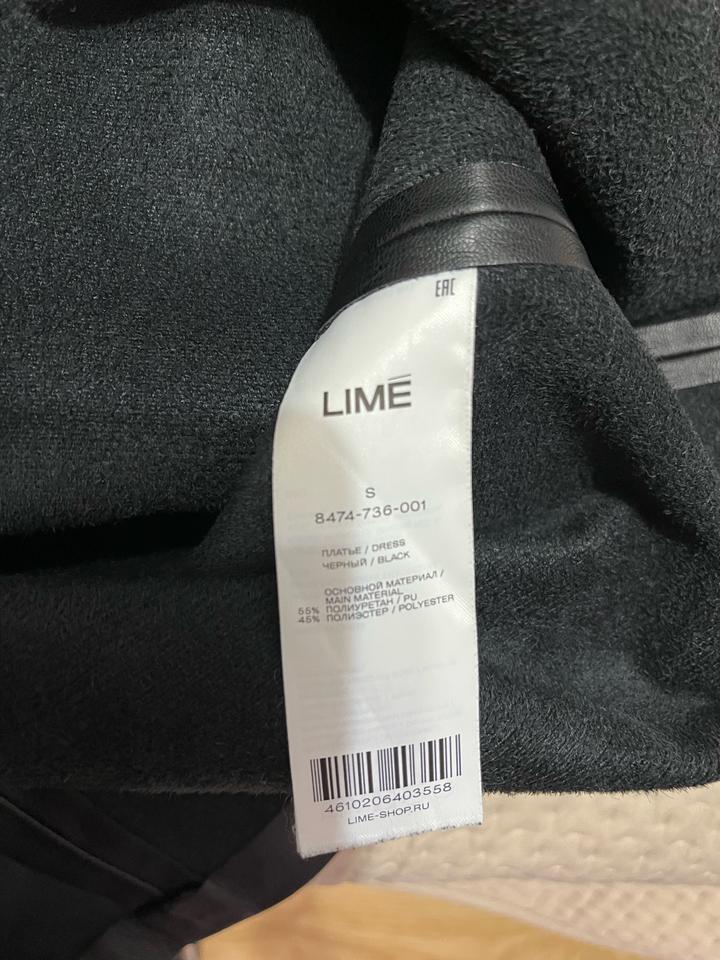 EAC
LIMĒ
S
8474-736-001
ПЛАТЬЕ / DRESS
ЧЕРНЫЙ / BLACK
ОСНОВНОЙ МАТЕРИАЛ /
MAIN MATERIAL
55% ПОЛИУРЕТАН / PU
45% ПОЛИЭСТЕР / POLYESTER
4610206403558
LIME-SHOP.RU